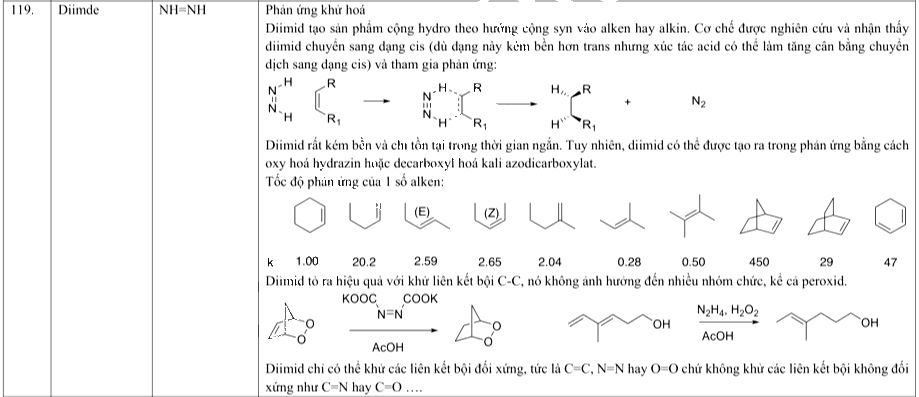 119. Diimde NH=NH Phản ứng khử hoá
Diimid tạo sản phẩm cộng hydro theo hướng cộng syn vào alken hay alkin. Cơ chế được nghiên cứu và nhận thấy
diimid chuyển sang dạng cis (dù dạng này kém bền hơn trans nhưng xúc tác acid có thể làm tăng cân bằng chuyển
dịch sang dạng cis) và tham gia phản ứng:
H R H R H R
N N
N N + N2
H R1 H R1 H R1
Diimid rất kém bền và chỉ tồn tại trong thời gian ngắn. Tuy nhiên, diimid có thể được tạo ra trong phản ứng bằng cách
oxy hoá hydrazin hoặc decarboxyl hoá kali azodicarboxylat.
Tốc độ phản ứng của 1 số alken:
(E) (Z)
k 1.00 20.2 2.59 2.65 2.04 0.28 0.50 450 29 47
Diimid tỏ ra hiệu quả với khử liên kết bội C-C, nó không ảnh hưởng đến nhiều nhóm chức, kể cả peroxid.
KOOC COOK N2H4, H2O2
N=N
O O OH OH
O AcOH O AcOH
Diimid chỉ có thể khử các liên kết bội đối xứng, tức là C=C, N=N hay O=O chứ không khử các liên kết bội không đối
xứng như C=N hay C=O ….